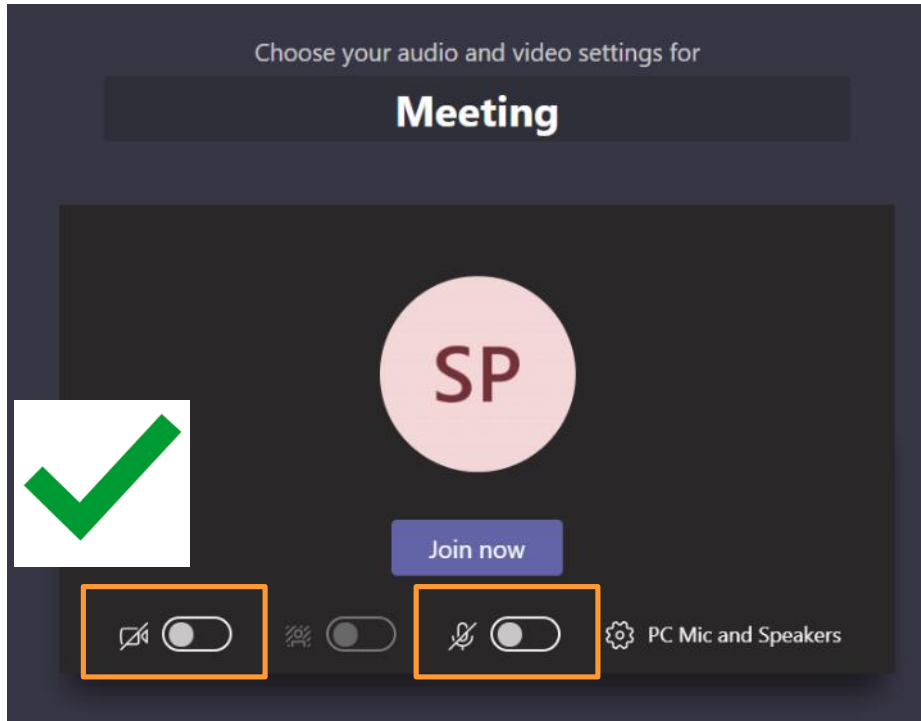 Choose your audio and video settings for
Meeting
SP
Join now
PC Mic and Speakers